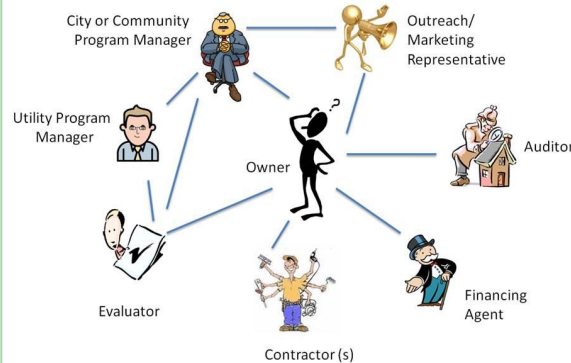 City or Community
Program Manager
Outreach/
Marketing
Representative
?
Utility Program
Manager
Owner
Auditor
Evaluator
Financing
Agent
Contractor(s)